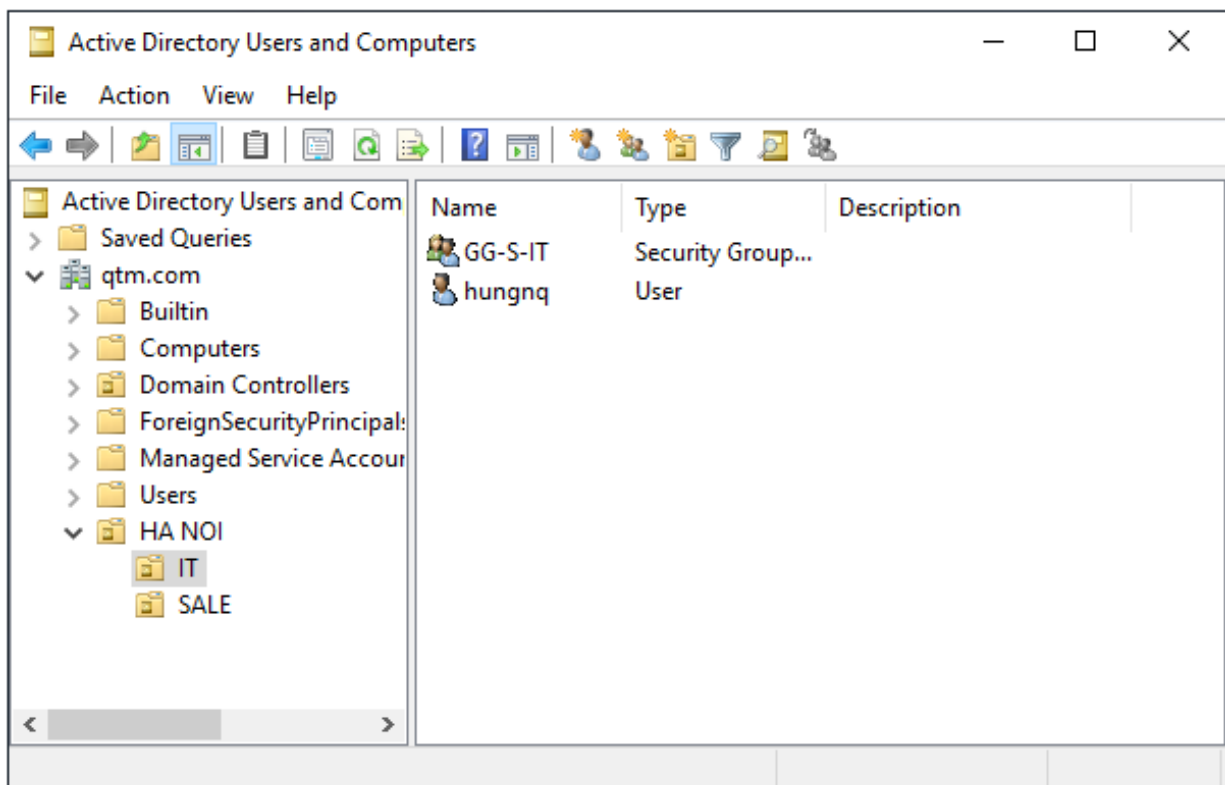 Active Directory Users and Computers
File Action View Help
Active Directory Users and Com
Saved Queries
qtm.com
Builtin
Computers
Domain Controllers
ForeignSecurityPrincipals
Managed Service Accour
Users
HA NOI
IT
SALE
Name Type Description
GG-S-IT Security Group...
hungnq User